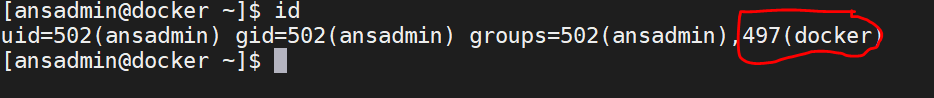 [ansadmin@docker ~]$ id
uid=502(ansadmin) gid=502(ansadmin) groups=502(ansadmin),497(docker)
[ansadmin@docker ~]$